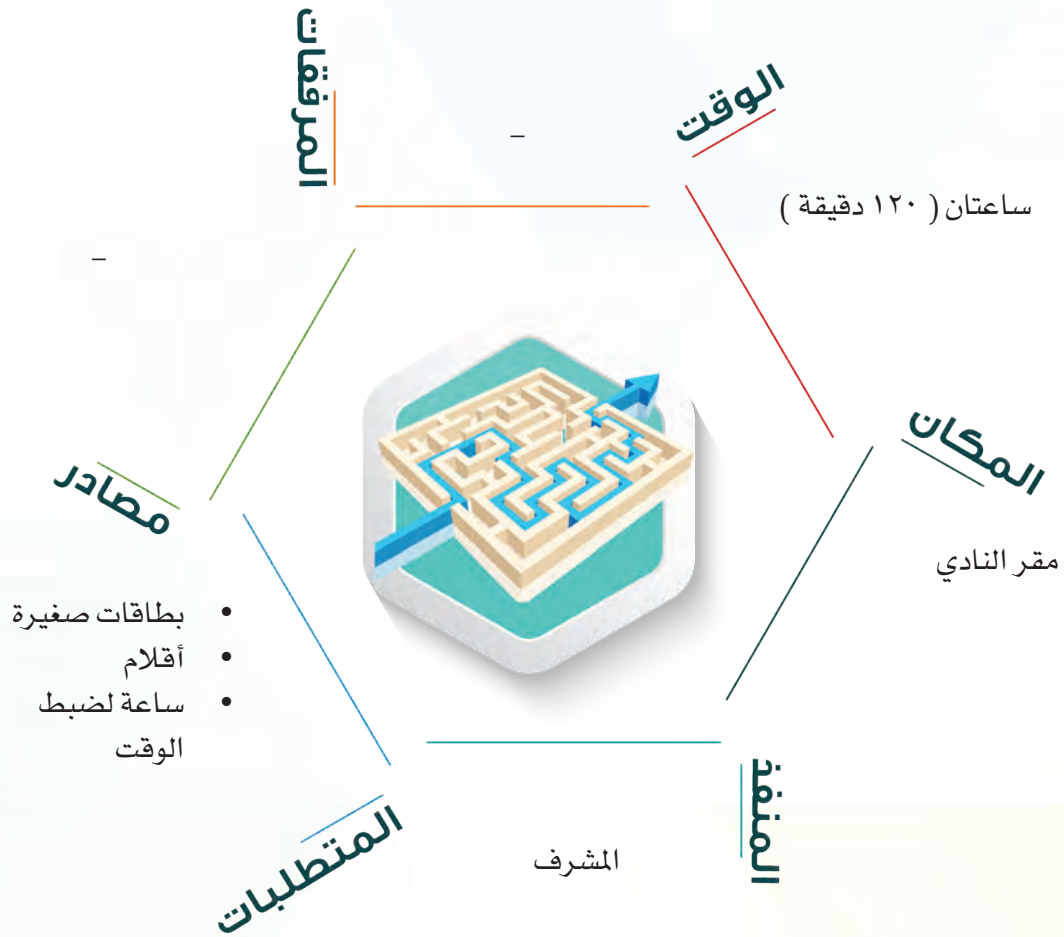 الوقت
ساعتان ( ١٢٠ دقيقة )
المكان
مقر النادي
المنفذ
المشرف
المتطلبات
• بطاقات صغيرة
• أقلام
• ساعة لضبط
الوقت
مصادر
–
المرفقات
–